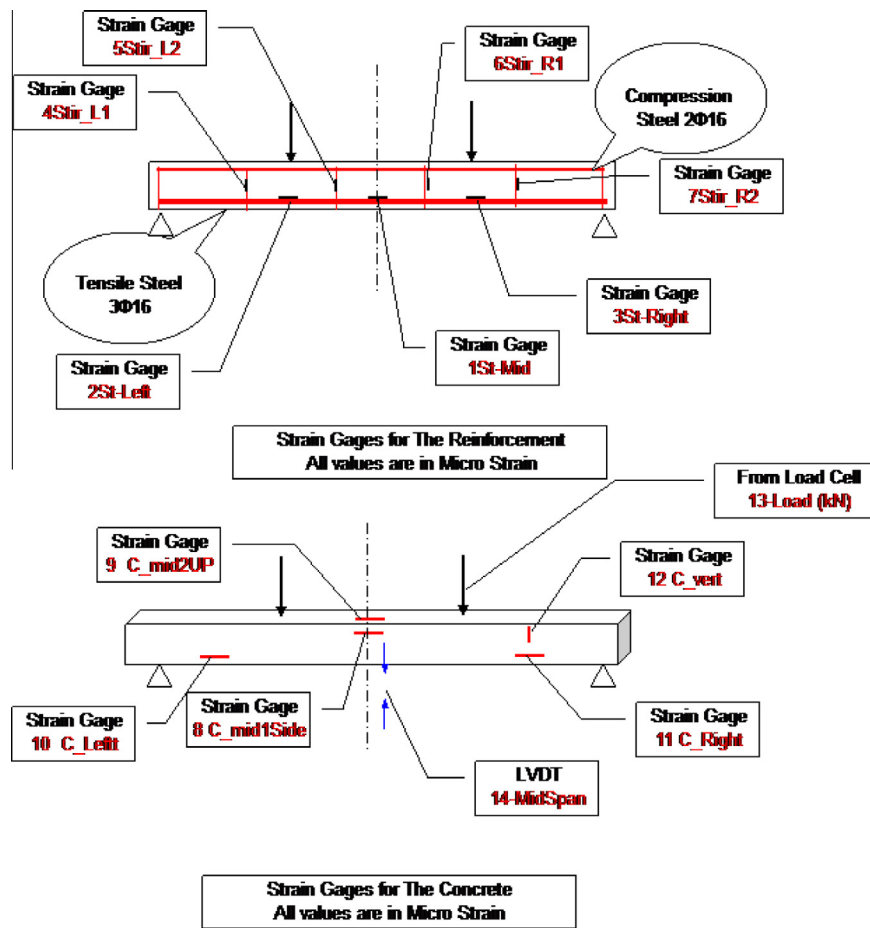 Strain Gage
5Stir_L2
Strain Gage
6Stir_R1
Strain Gage
4Stir_L1
Compression
Steel 2Φ16
Strain Gage
7Stir_R2
Tensile Steel
3Φ16
Strain Gage
3St-Right
Strain Gage
1St-Mid
Strain Gage
2St-Left
Strain Gages for The Reinforcement
All values are in Micro Strain
From Load Cell
13-Load (kN)
Strain Gage
9 C_mid2UP
Strain Gage
12 C_vert
Strain Gage
10 C_Leftt
Strain Gage
8 C_mid1Side
Strain Gage
11 C_Right
LVDT
14-MidSpan
Strain Gages for The Concrete
All values are in Micro Strain